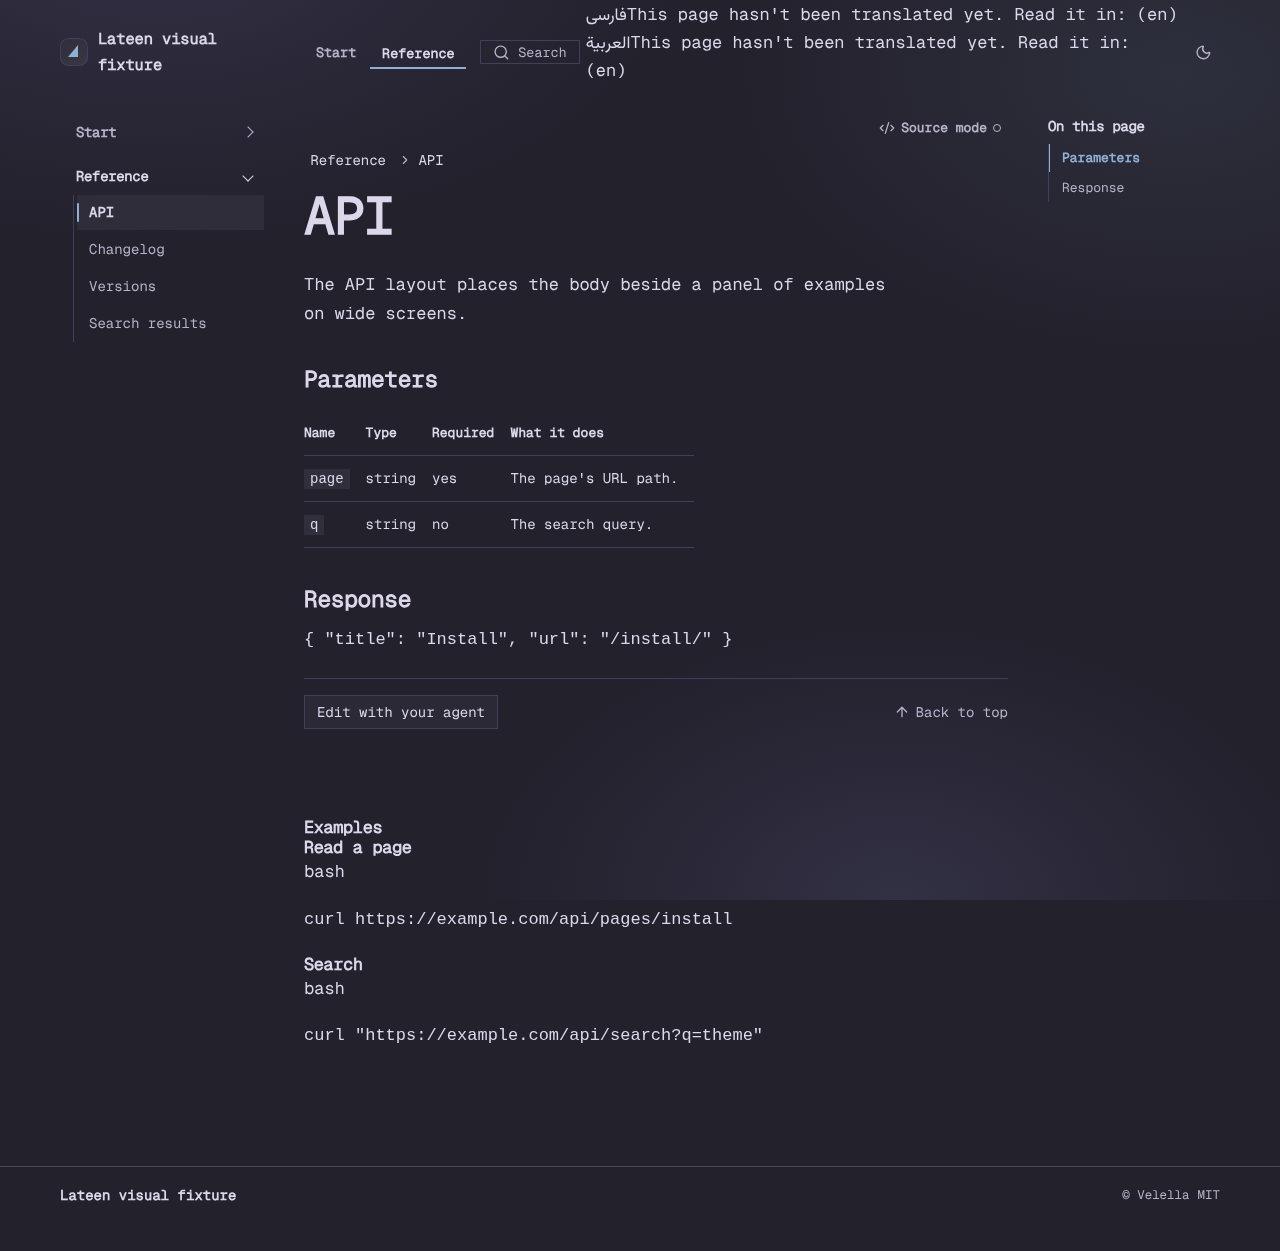 Lateen visual
fixture
Start
Reference
Search
فارسیThis page hasn't been translated yet. Read it in: (en)
العربيةThis page hasn't been translated yet. Read it in:
(en)
Start
Reference
API
Changelog
Versions
Search results
Source mode
Reference
API
API
The API layout places the body beside a panel of examples
on wide screens.
Parameters
Name Type Required What it does
page string yes The page's URL path.
q string no The search query.
Response
{ "title": "Install", "url": "/install/" }
Edit with your agent
Back to top
Examples
Read a page
bash
curl https://example.com/api/pages/install
Search
bash
curl "https://example.com/api/search?q=theme"
On this page
Parameters
Response
Lateen visual fixture
© Velella MIT